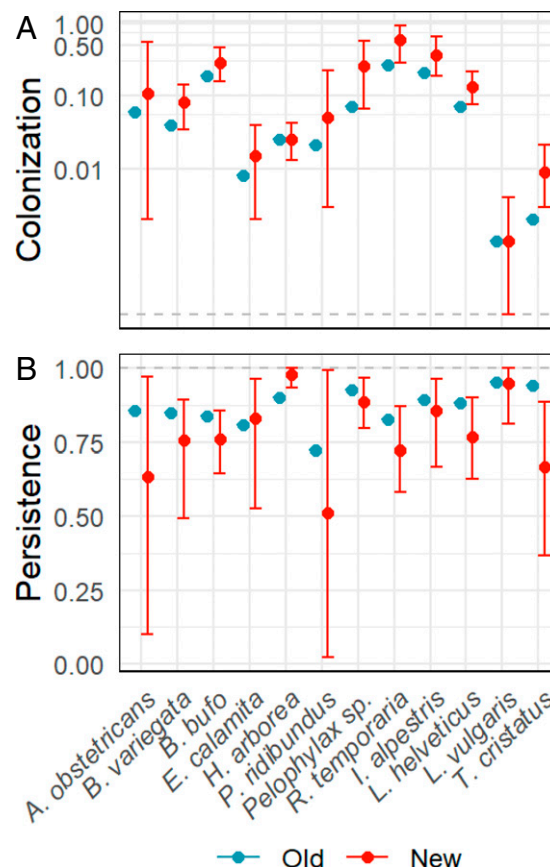 A
Colonization
1.00
0.50
0.10
0.01
B
Persistence
1.00
0.75
0.50
0.25
0.00
A. obstetricans
B. variegata
B. bufo
E. calamita
H. arborea
P. ridibundus
Pelophylax sp.
R. temporaria
I. alpestris
L. helveticus
L. vulgaris
T. cristatus
Old New